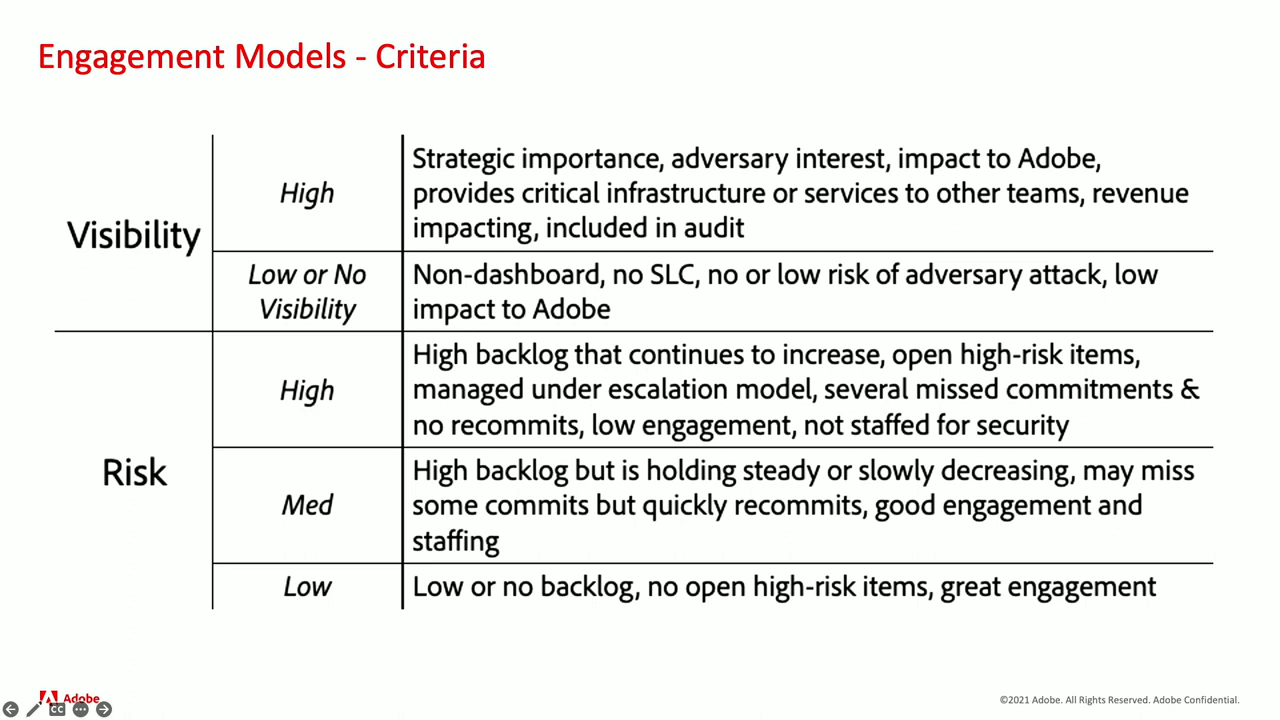 Engagement Models - Criteria
Visibility
High
Strategic importance, adversary interest, impact to Adobe,
provides critical infrastructure or services to other teams, revenue
impacting, included in audit
Low or No
Visibility
Non-dashboard, no SLC, no or low risk of adversary attack, low
impact to Adobe
Risk
High
High backlog that continues to increase, open high-risk items,
managed under escalation model, several missed commitments &
no recommits, low engagement, not staffed for security
Med
High backlog but is holding steady or slowly decreasing, may miss
some commits but quickly recommits, good engagement and
staffing
Low
Low or no backlog, no open high-risk items, great engagement
Adobe
CC
©2021 Adobe. All Rights Reserved. Adobe Confidential.